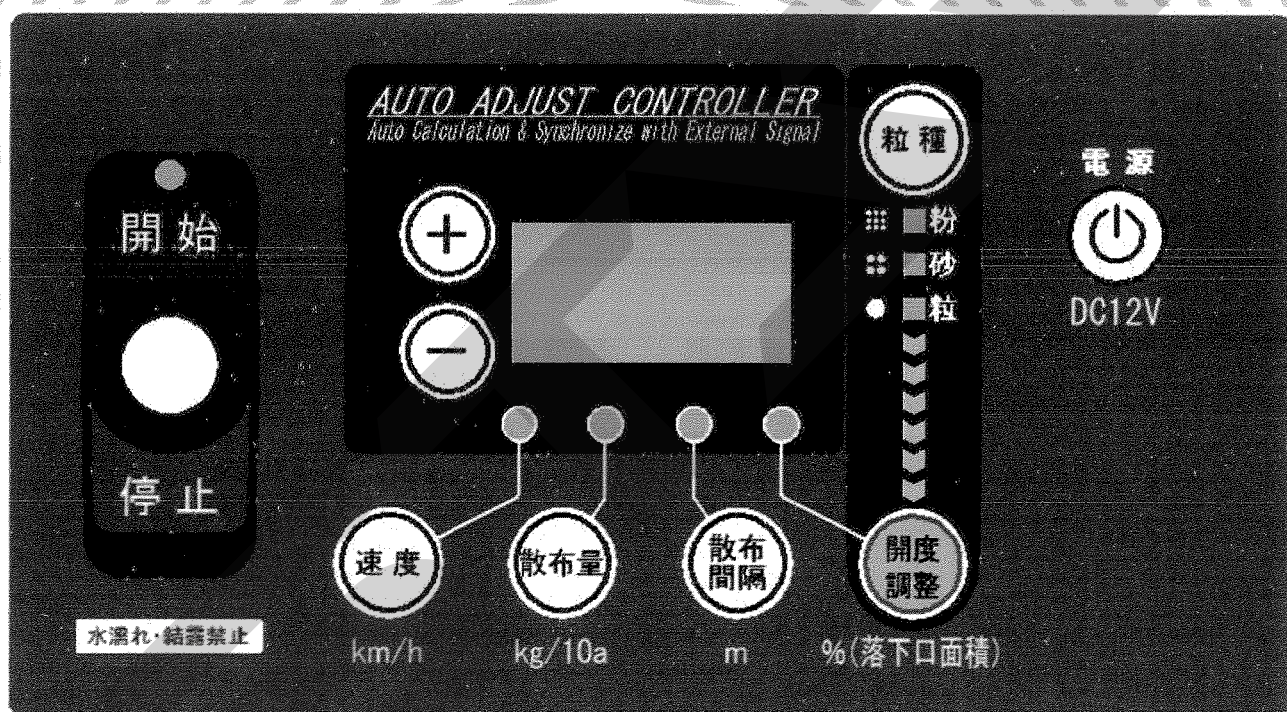 AUTO ADJUST CONTROLLER
Auto Calculation & Synchronize with External Signal
粒種
電源
開始
+
粉
砂
粒
−
DC12V
停止
速度
散布量
散布
間隔
開度
調整
水濡れ・結露禁止
km/h
kg/10a
m
%(落下口面積)